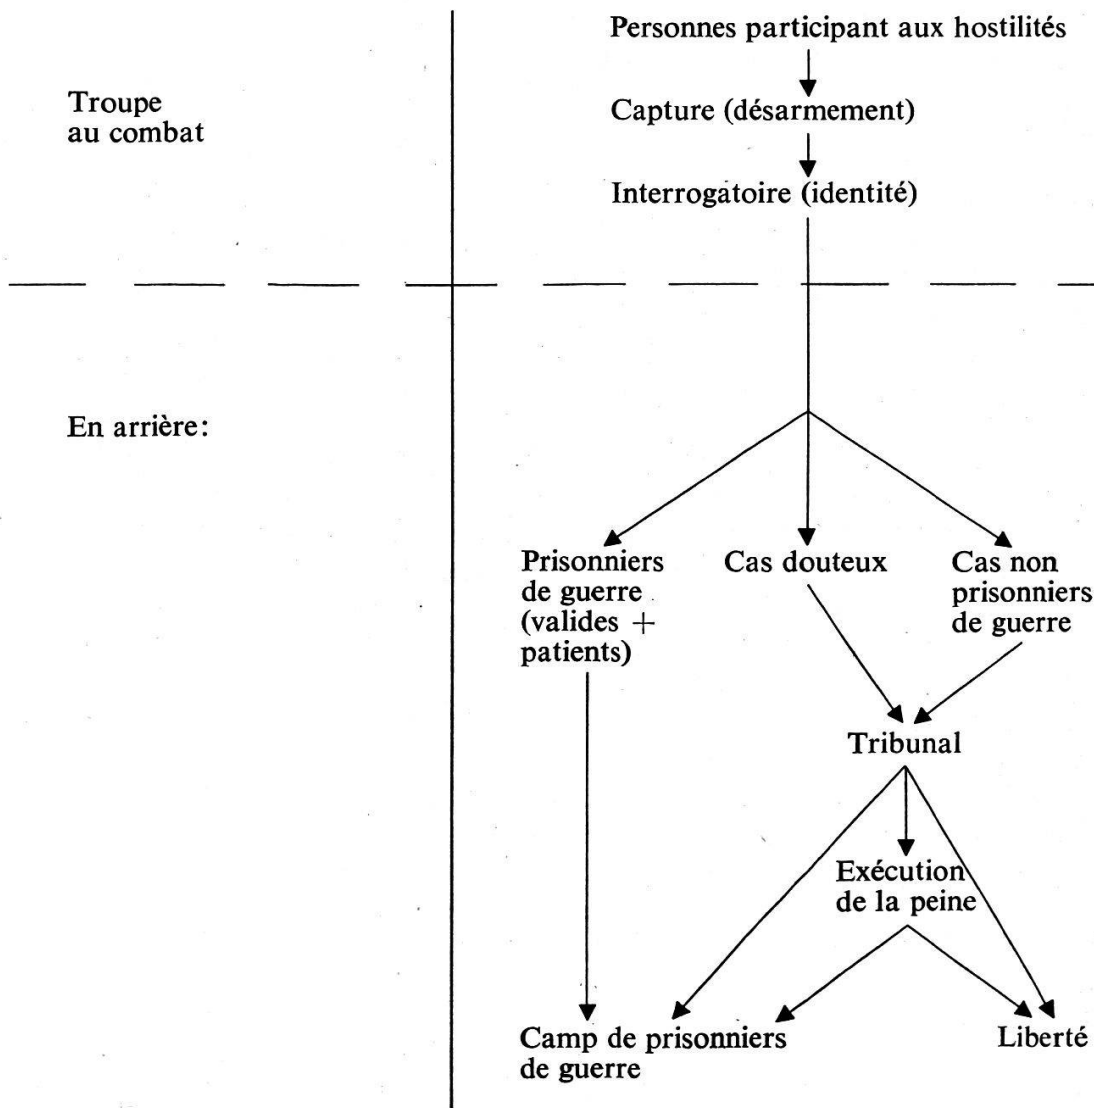 Personnes participant aux hostilités
Troupe
au combat
Capture (désarmement)
Interrogatoire (identité)
En arrière:
Prisonniers
de guerre
(valides +
patients)
Cas douteux
Cas non
prisonniers
de guerre
Tribunal
Exécution
de la peine
Camp de prisonniers
de guerre
Liberté